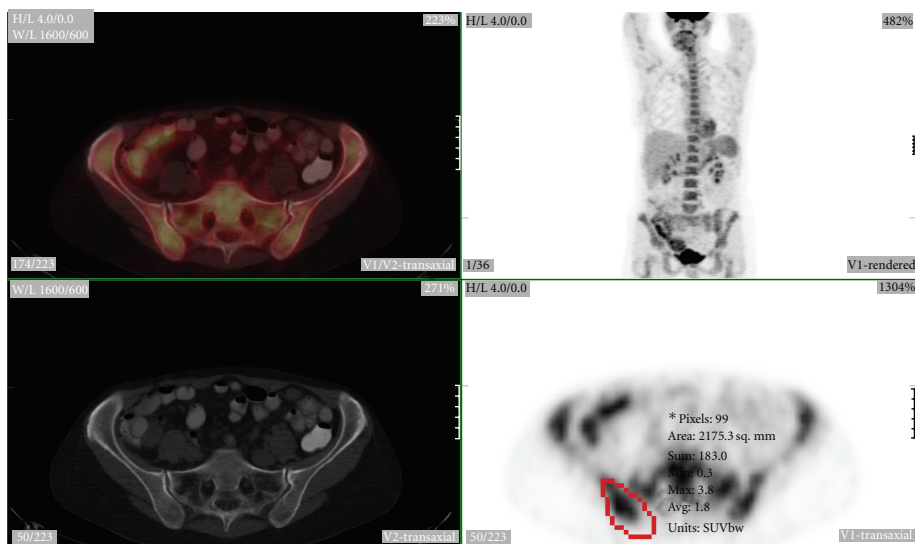 H/L 4.0/0.0
W/L 1600/600
223%
174/223
V1/V2-transaxial
H/L 4.0/0.0
482%
1/36
V1-rendered
W/L 1600/600
271%
50/223
V2-transaxial
H/L 4.0/0.0
1304%
* Pixels: 99
Area: 2175.3 sq. mm
Sum: 183.0
Min: 0.3
Max: 3.8
Avg: 1.8
Units: SUVbw
50/223
V1-transaxial